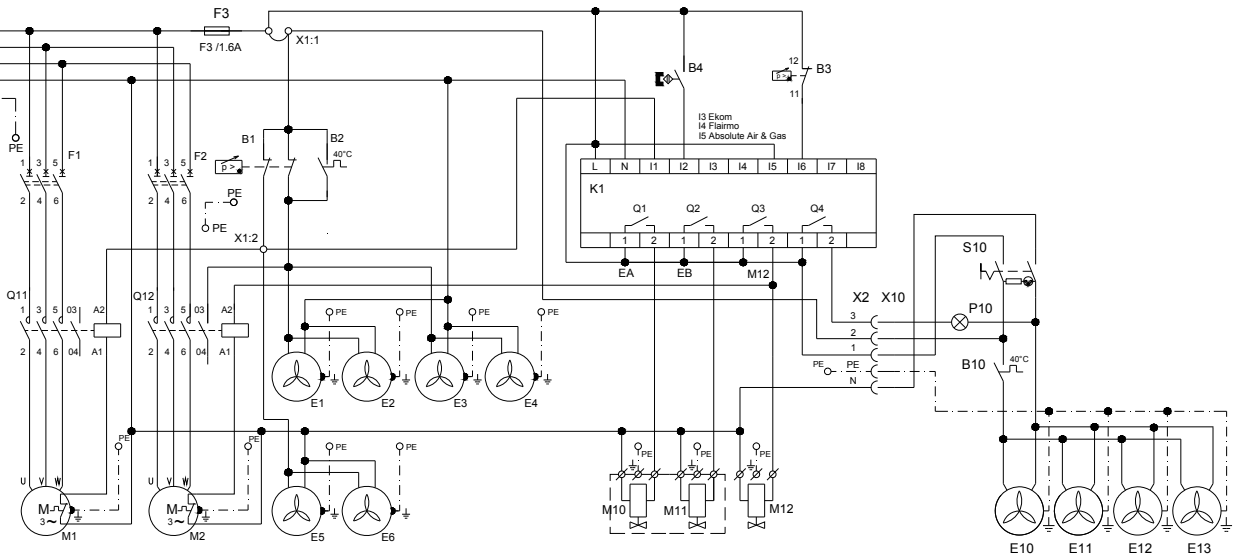 F3
F3 /1.6A
X1:1
B4
12
B3
p >
11
I3 Ekom
I4 Flairmo
I5 Absolute Air & Gas
PE
1 3 5
F1
2 4 6
1 3 5
F2
2 4 6
B1
B2
40°C
p >
PE
PE
X1:2
L N I1 I2 I3 I4 I5 I6 I7 I8
K1
Q1 Q2 Q3 Q4
1 2 1 2 1 2 1 2
EA EB M12
S10
X2 X10
P10
3
2
1
PE PE
N
B10
40°C
Q11
1 3 5 03 A2
2 4 6 04 A1
Q12
1 3 5 03 A2
2 4 6 04 A1
PE PE PE PE
E1 E2 E3 E4
PE PE PE PE
U V W
M
3~
M1
U V W
M
3~
M2
E5 E6
PE PE PE
M10 M11 M12
E10 E11 E12 E13